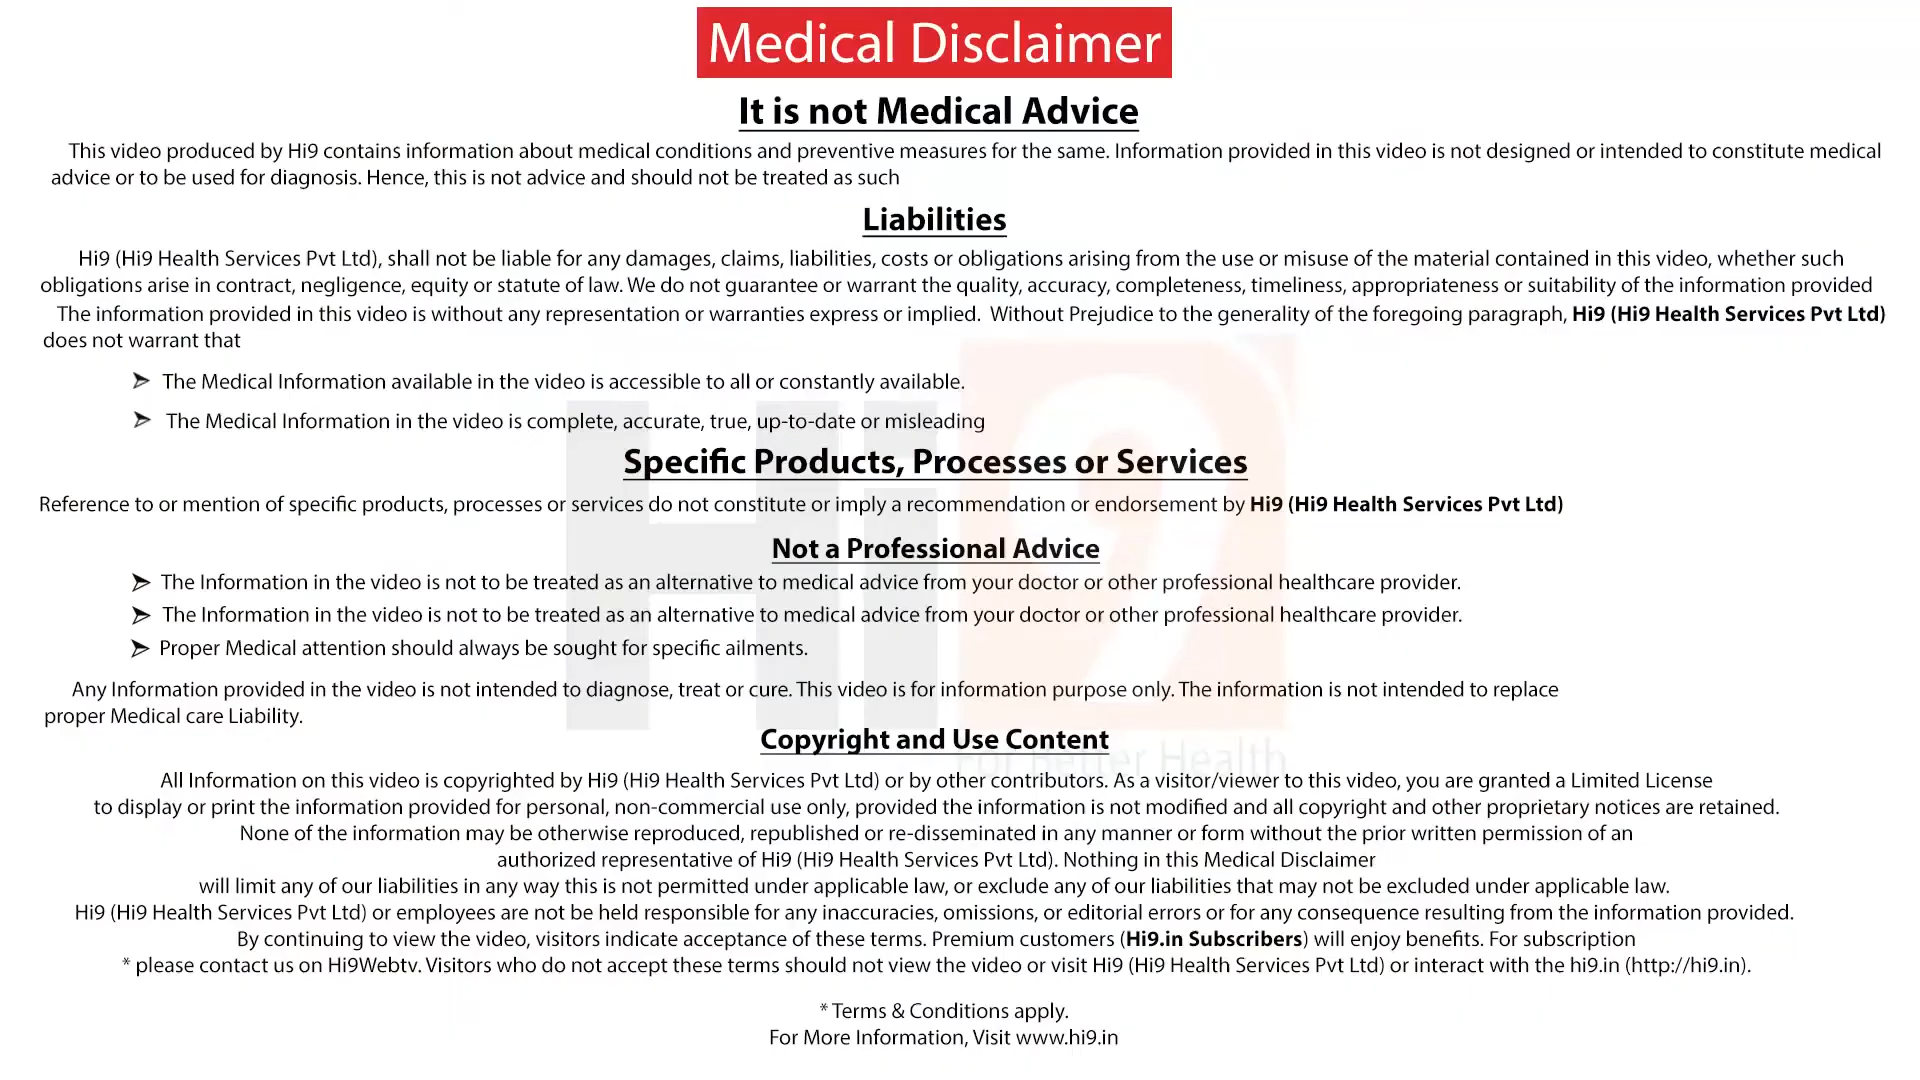 Medical Disclaimer
It is not Medical Advice
This video produced by Hi9 contains information about medical conditions and preventive measures for the same. Information provided in this video is not designed or intended to constitute medical
advice or to be used for diagnosis. Hence, this is not advice and should not be treated as such
Liabilities
Hi9 (Hi9 Health Services Pvt Ltd), shall not be liable for any damages, claims, liabilities, costs or obligations arising from the use or misuse of the material contained in this video, whether such
obligations arise in contract, negligence, equity or statute of law. We do not guarantee or warrant the quality, accuracy, completeness, timeliness, appropriateness or suitability of the information provided
The information provided in this video is without any representation or warranties express or implied. Without Prejudice to the generality of the foregoing paragraph, Hi9 (Hi9 Health Services Pvt Ltd)
does not warrant that
➢ The Medical Information available in the video is accessible to all or constantly available.
➢ The Medical Information in the video is complete, accurate, true, up-to-date or misleading
Specific Products, Processes or Services
Reference to or mention of specific products, processes or services do not constitute or imply a recommendation or endorsement by Hi9 (Hi9 Health Services Pvt Ltd)
Not a Professional Advice
➢ The Information in the video is not to be treated as an alternative to medical advice from your doctor or other professional healthcare provider.
➢ The Information in the video is not to be treated as an alternative to medical advice from your doctor or other professional healthcare provider.
➢ Proper Medical attention should always be sought for specific ailments.
Any Information provided in the video is not intended to diagnose, treat or cure. This video is for information purpose only. The information is not intended to replace
proper Medical care Liability.
Hi9
For Better Health
Copyright and Use Content
All Information on this video is copyrighted by Hi9 (Hi9 Health Services Pvt Ltd) or by other contributors. As a visitor/viewer to this video, you are granted a Limited License
to display or print the information provided for personal, non-commercial use only, provided the information is not modified and all copyright and other proprietary notices are retained.
None of the information may be otherwise reproduced, republished or re-disseminated in any manner or form without the prior written permission of an
authorized representative of Hi9 (Hi9 Health Services Pvt Ltd). Nothing in this Medical Disclaimer
will limit any of our liabilities in any way this is not permitted under applicable law, or exclude any of our liabilities that may not be excluded under applicable law.
Hi9 (Hi9 Health Services Pvt Ltd) or employees are not be held responsible for any inaccuracies, omissions, or editorial errors or for any consequence resulting from the information provided.
By continuing to view the video, visitors indicate acceptance of these terms. Premium customers (Hi9.in Subscribers) will enjoy benefits. For subscription
* please contact us on Hi9Webtv. Visitors who do not accept these terms should not view the video or visit Hi9 (Hi9 Health Services Pvt Ltd) or interact with the hi9.in (http://hi9.in).
* Terms & Conditions apply.
For More Information, Visit www.hi9.in